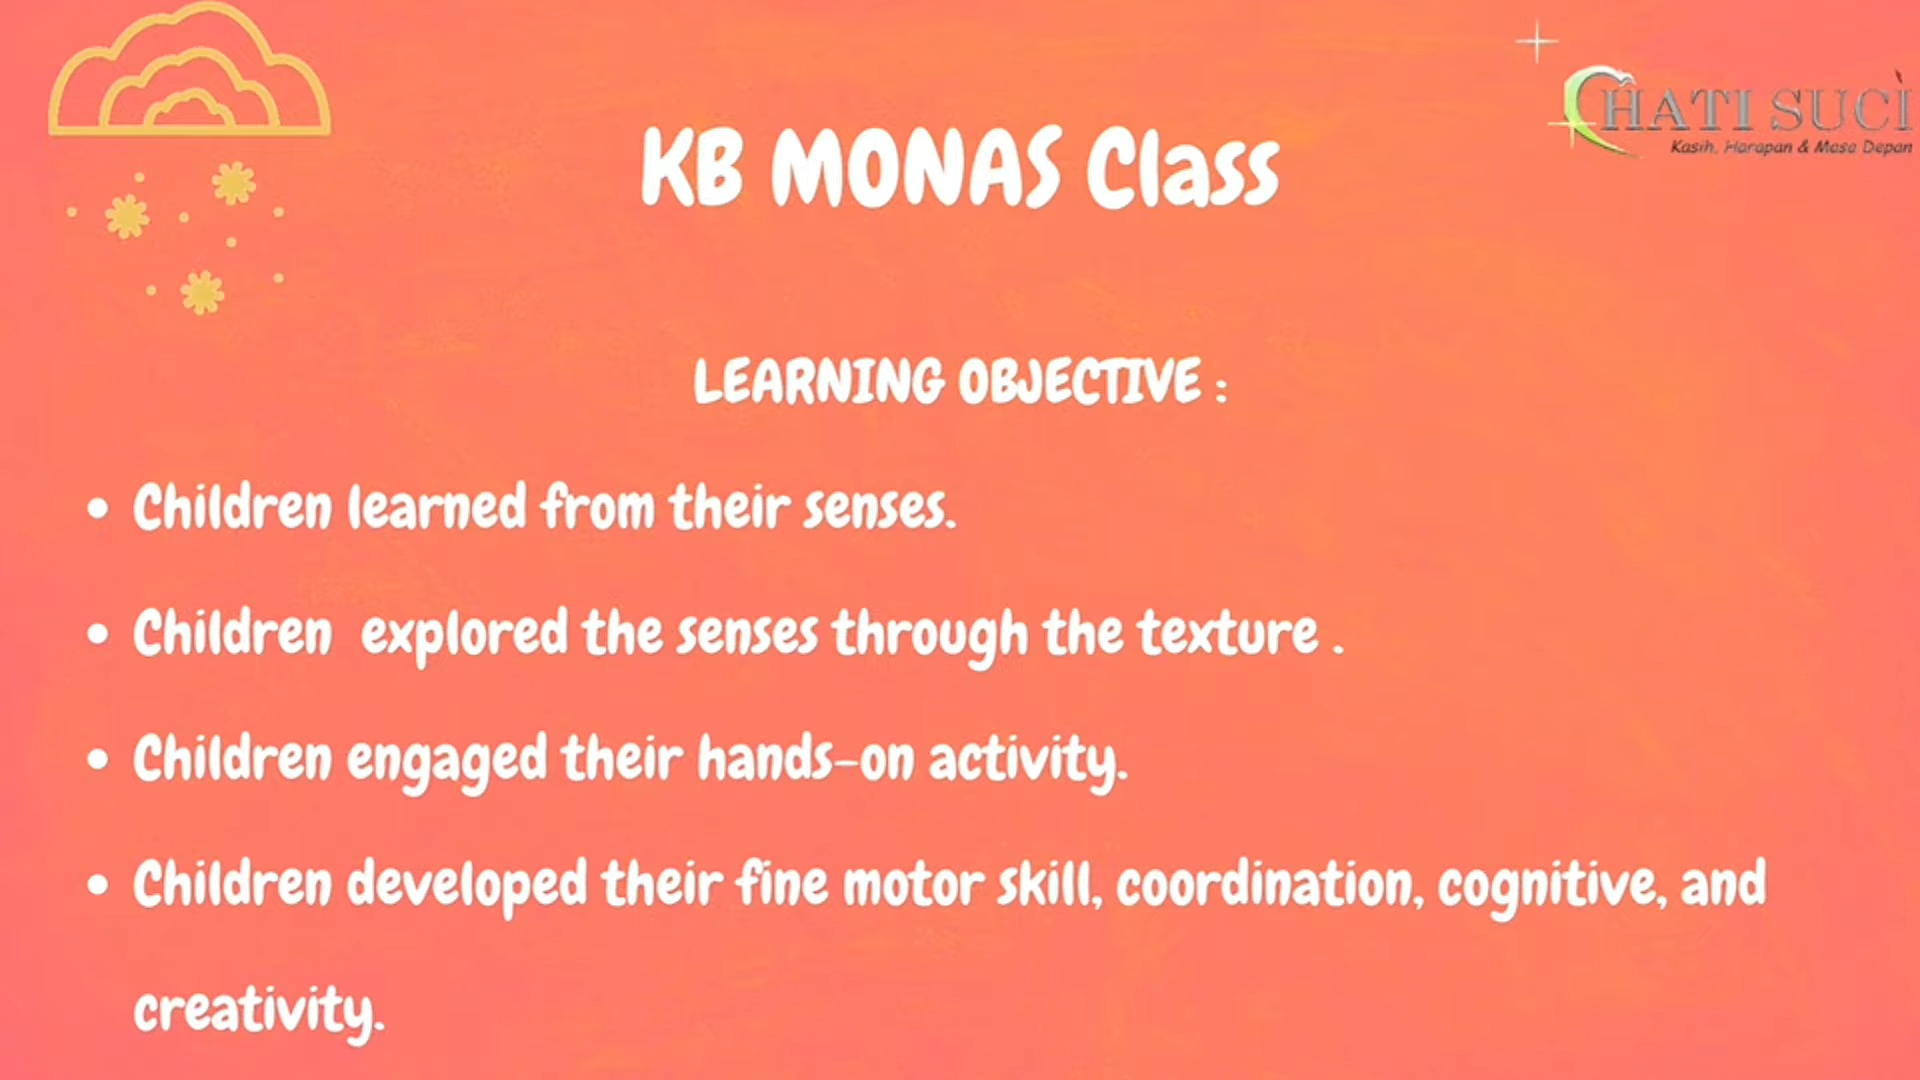 HATI SUCI
Kasih, Harapan & Masa Depan
KB MONAS Class
LEARNING OBJECTIVE :
• Children learned from their senses.
• Children explored the senses through the texture .
• Children engaged their hands-on activity.
• Children developed their fine motor skill, coordination, cognitive, and
creativity.